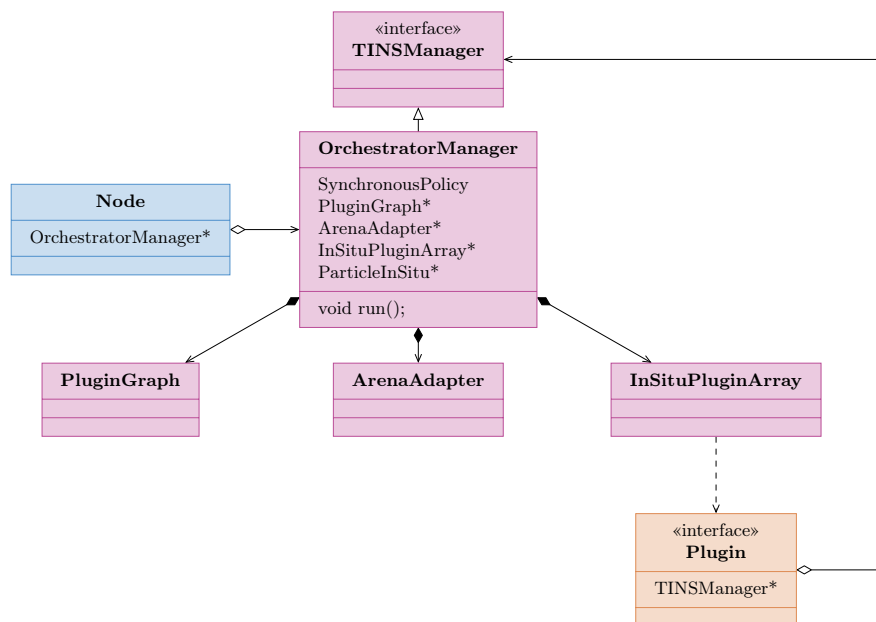 «interface»
TINSManager
OrchestratorManager
SynchronousPolicy
PluginGraph*
ArenaAdapter*
InSituPluginArray*
ParticleInSitu*
void run();
Node
OrchestratorManager*
PluginGraph
ArenaAdapter
InSituPluginArray
«interface»
Plugin
TINSManager*